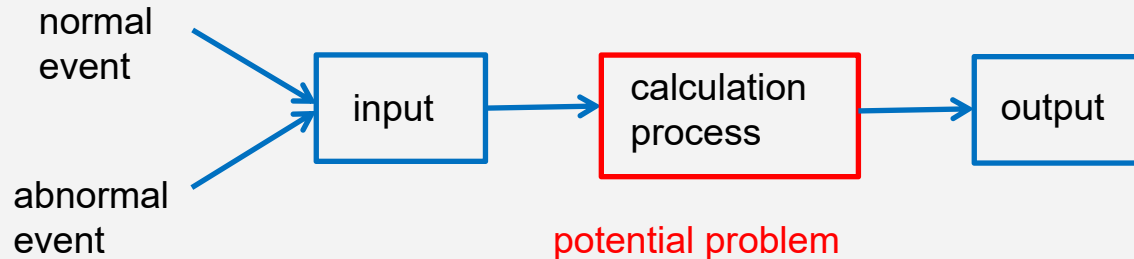 normal
event
input
calculation
process
output
abnormal
event
potential problem